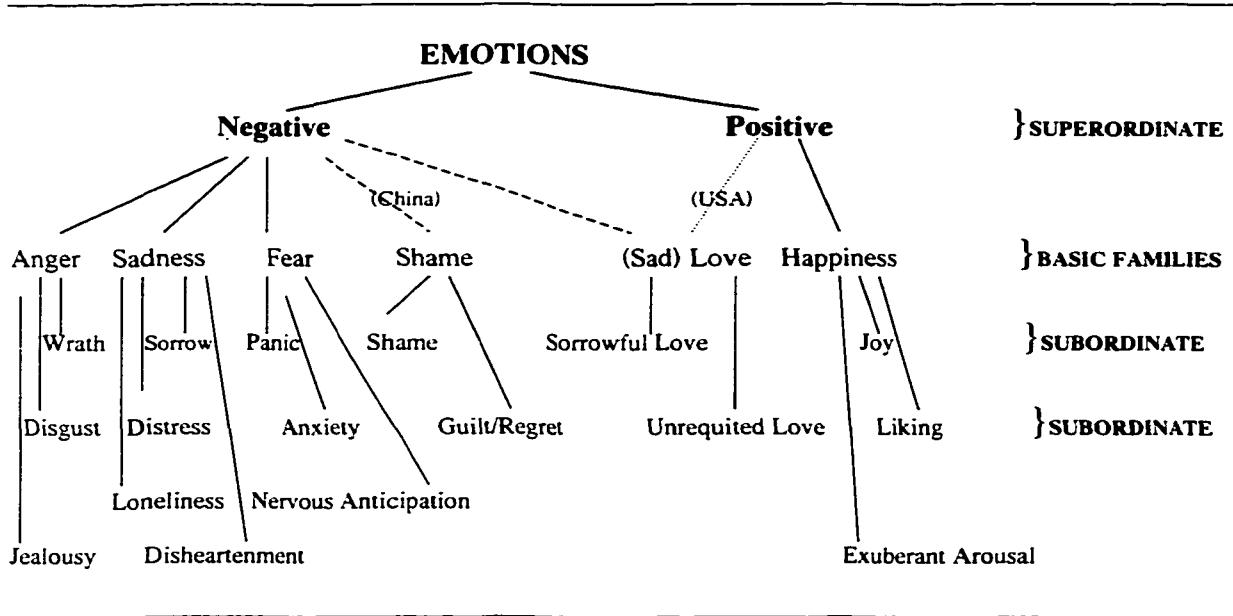 EMOTIONS
Negative Positive } SUPERORDINATE
(China) (USA)
Anger Sadness Fear Shame (Sad) Love Happiness } BASIC FAMILIES
Wrath Sorrow Panic Shame Sorrowful Love Joy } SUBORDINATE
Disgust Distress Anxiety Guilt/Regret Unrequited Love Liking } SUBORDINATE
Loneliness Nervous Anticipation
Jealousy Disheartenment Exuberant Arousal